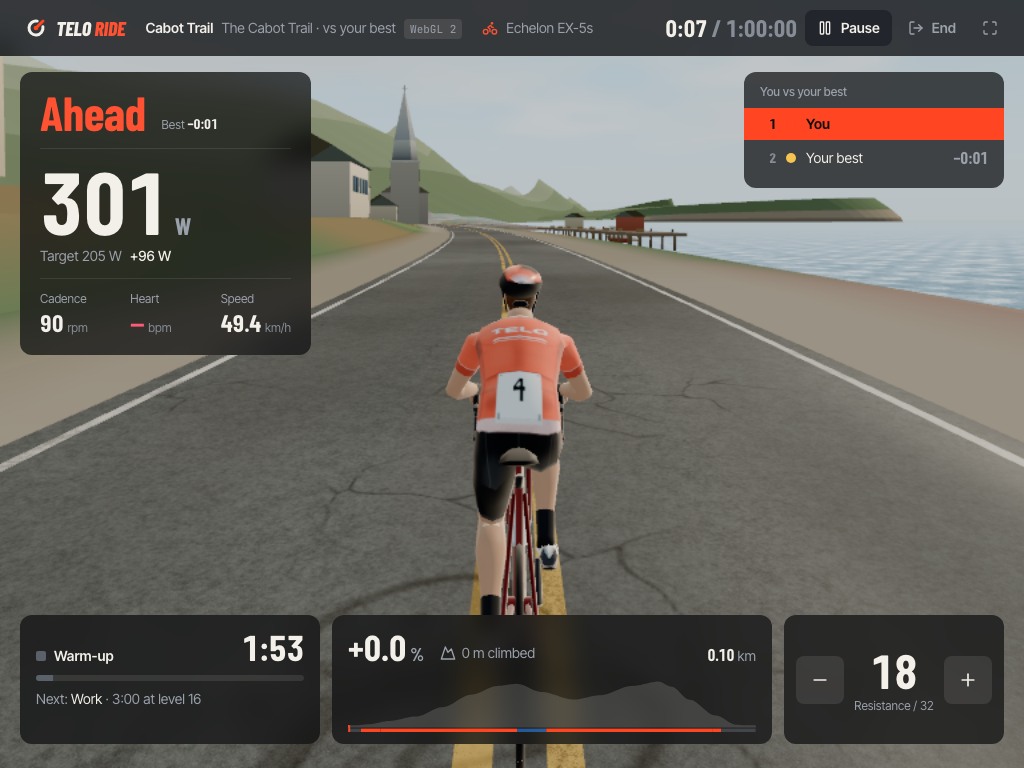 TELO RIDE Cabot Trail The Cabot Trail · vs your best WebGL 2 Echelon EX-5s 0:07 / 1:00:00 Pause End
Ahead Best −0:01
301 W
Target 205 W +96 W
Cadence Heart Speed
90 rpm – bpm 49.4 km/h
You vs your best
1 You
2 Your best −0:01
TELO
4
Warm-up 1:53
Next: Work · 3:00 at level 16
+0.0 % 0 m climbed 0.10 km
− 18 +
Resistance / 32